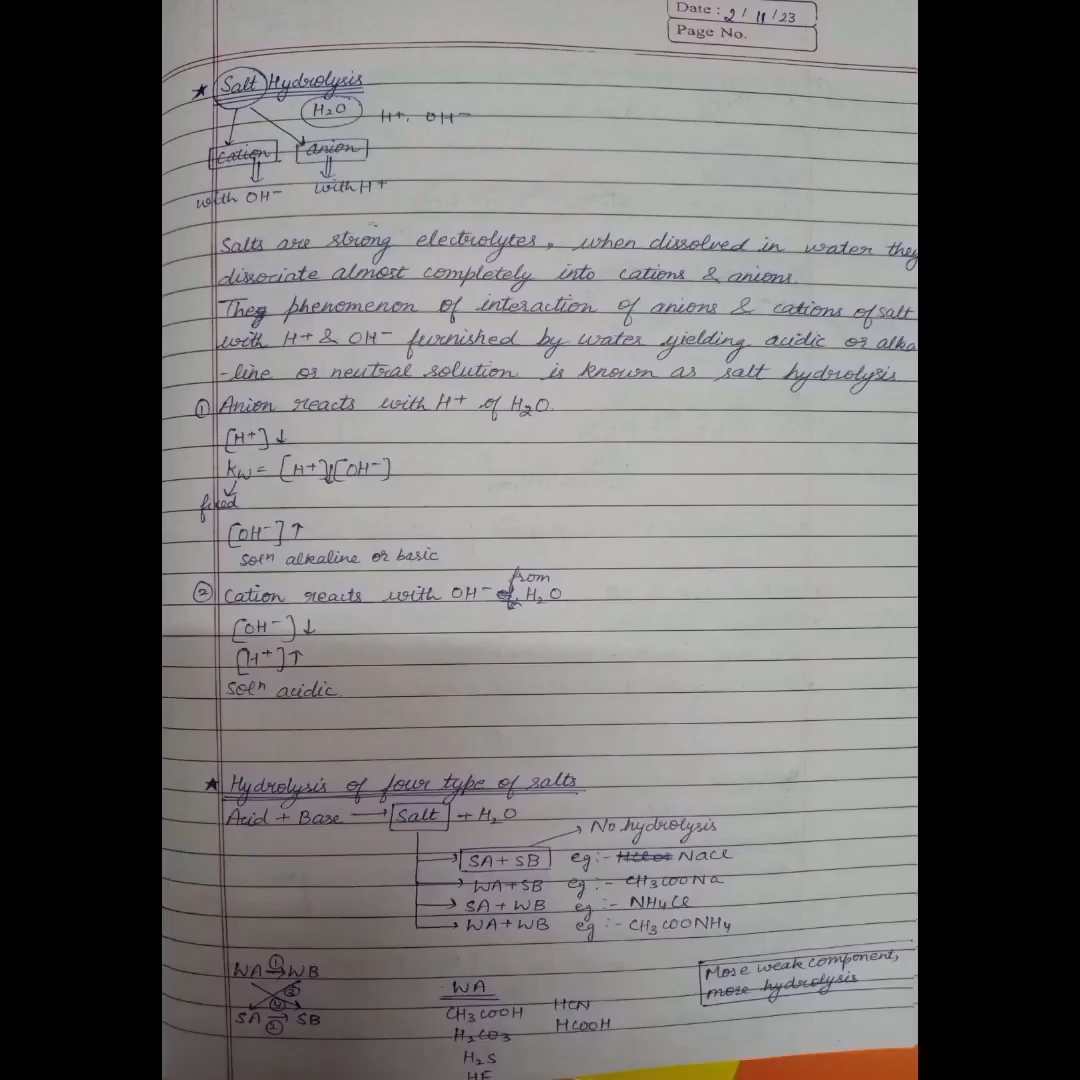 Date : 2/11/23
Page No.
★ Salt Hydrolysis
H2O H+, OH−
cation anion
with OH− with H+
Salts are strong electrolytes, when dissolved in water they
dissociate almost completely into cations & anions.
They phenomenon of interaction of anions & cations of salt
with H+ & OH− furnished by water yielding acidic or alka
-line or neutral solution is known as salt hydrolysis
① Anion reacts with H+ of H2O.
[H+]↓
Kw = [H+]↓[OH−]
fixed
[OH−]↑
soln alkaline or basic
from
② Cation reacts with OH− of H2O
[OH−]↓
[H+]↑
soln acidic.
★ Hydrolysis of four type of salts
Acid + Base → Salt + H2O
No hydrolysis
SA + SB eg:- NaCl
WA + SB eg:- CH3COONa
SA + WB eg:- NH4Cl
WA + WB eg:- CH3COONH4
More weak component,
more hydrolysis
WA ① → WB
③
④
SA ② → SB
WA
CH3COOH HCN
H2CO3 HCOOH
H2S
HF